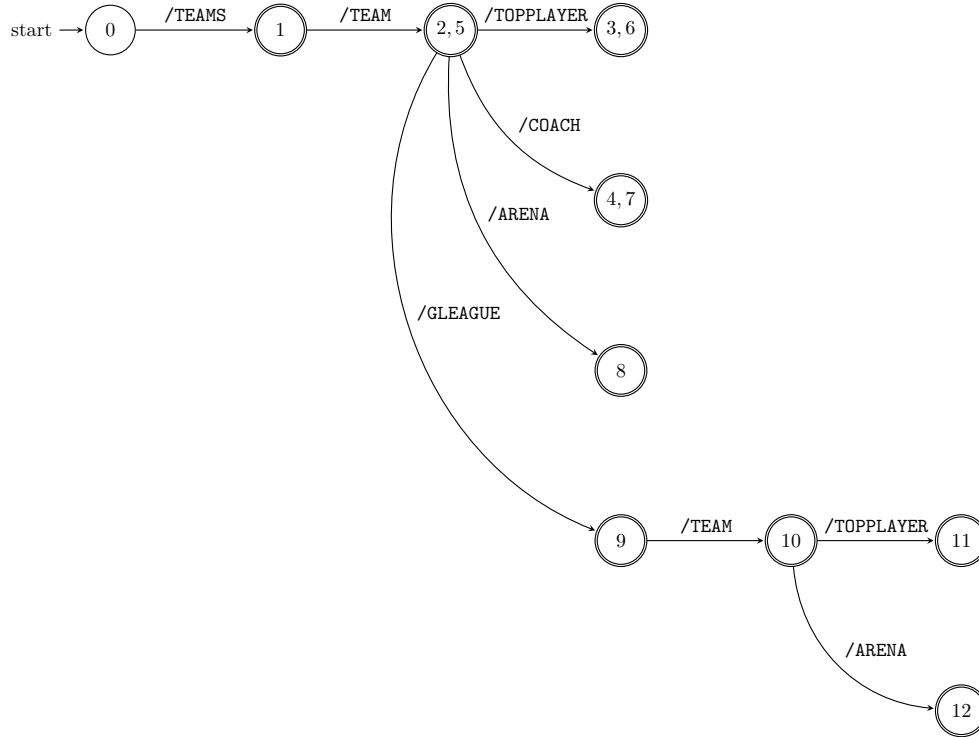 /TEAMS /TEAM /TOPPLAYER
start 0 1 2, 5 3, 6
/COACH
4, 7
/ARENA
/GLEAGUE
8
/TEAM /TOPPLAYER
9 10 11
/ARENA
12